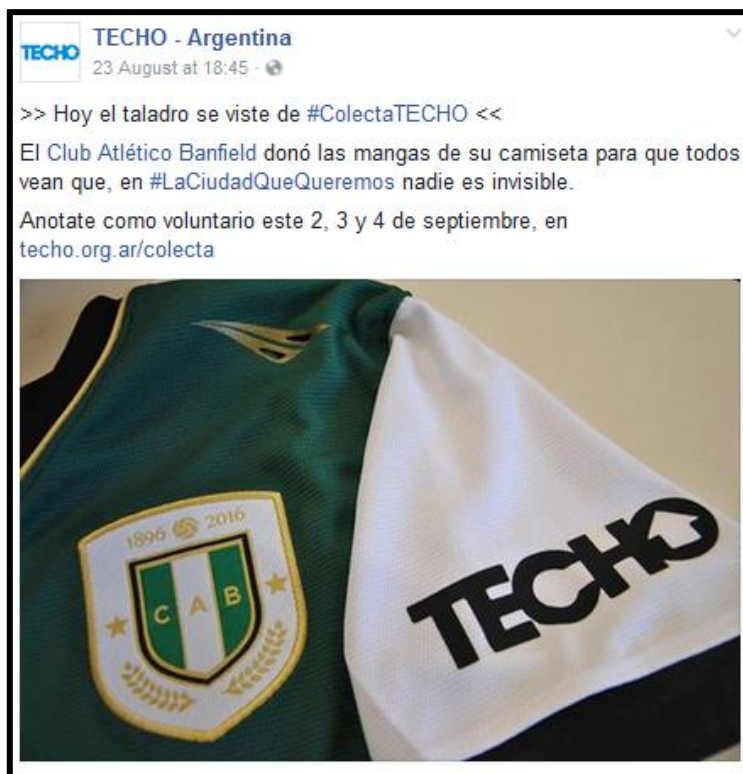 TECHO
TECHO - Argentina
23 August at 18:45
>> Hoy el taladro se viste de #ColectaTECHO <<
El Club Atlético Banfield donó las mangas de su camiseta para que todos
vean que, en #LaCiudadQueQueremos nadie es invisible.
Anotate como voluntario este 2, 3 y 4 de septiembre, en
techo.org.ar/colecta
1896 2016
CAB
TECHO